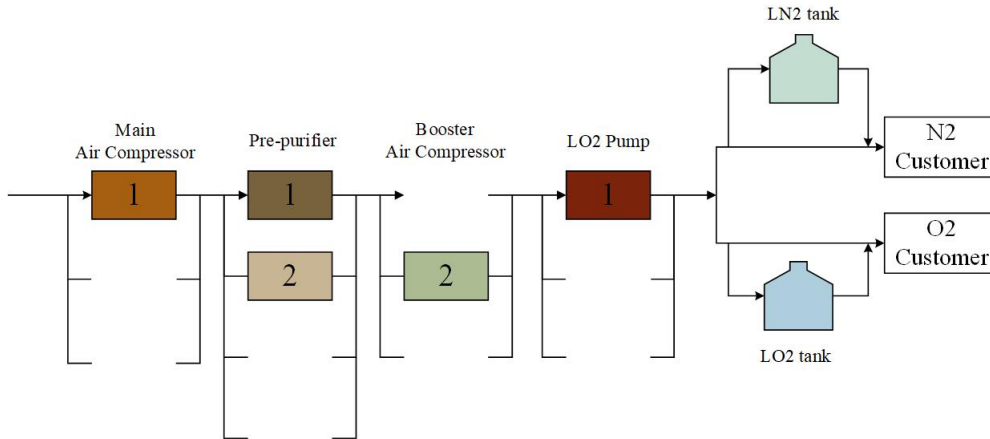 LN2 tank
Main
Air Compressor
Pre-purifier
Booster
Air Compressor
LO2 Pump
N2
Customer
1
1
1
2
2
O2
Customer
LO2 tank